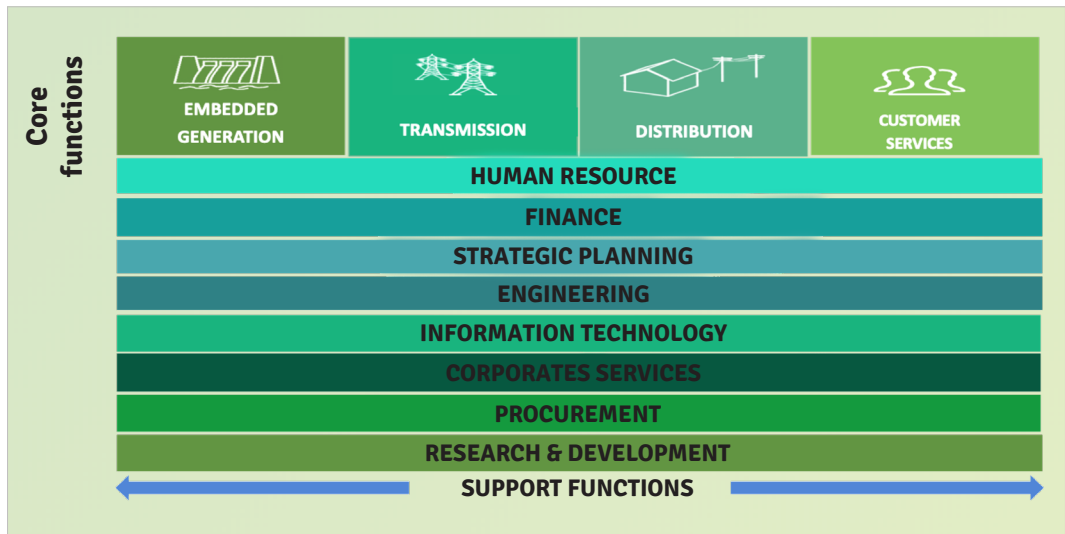 Core
functions
EMBEDDED
GENERATION
TRANSMISSION
DISTRIBUTION
CUSTOMER
SERVICES
HUMAN RESOURCE
FINANCE
STRATEGIC PLANNING
ENGINEERING
INFORMATION TECHNOLOGY
CORPORATES SERVICES
PROCUREMENT
RESEARCH & DEVELOPMENT
SUPPORT FUNCTIONS